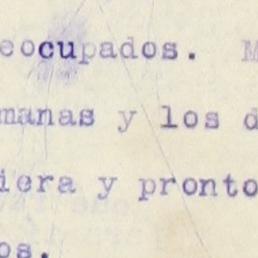 eocupados. M
manas y los d
iera y pronto
os.